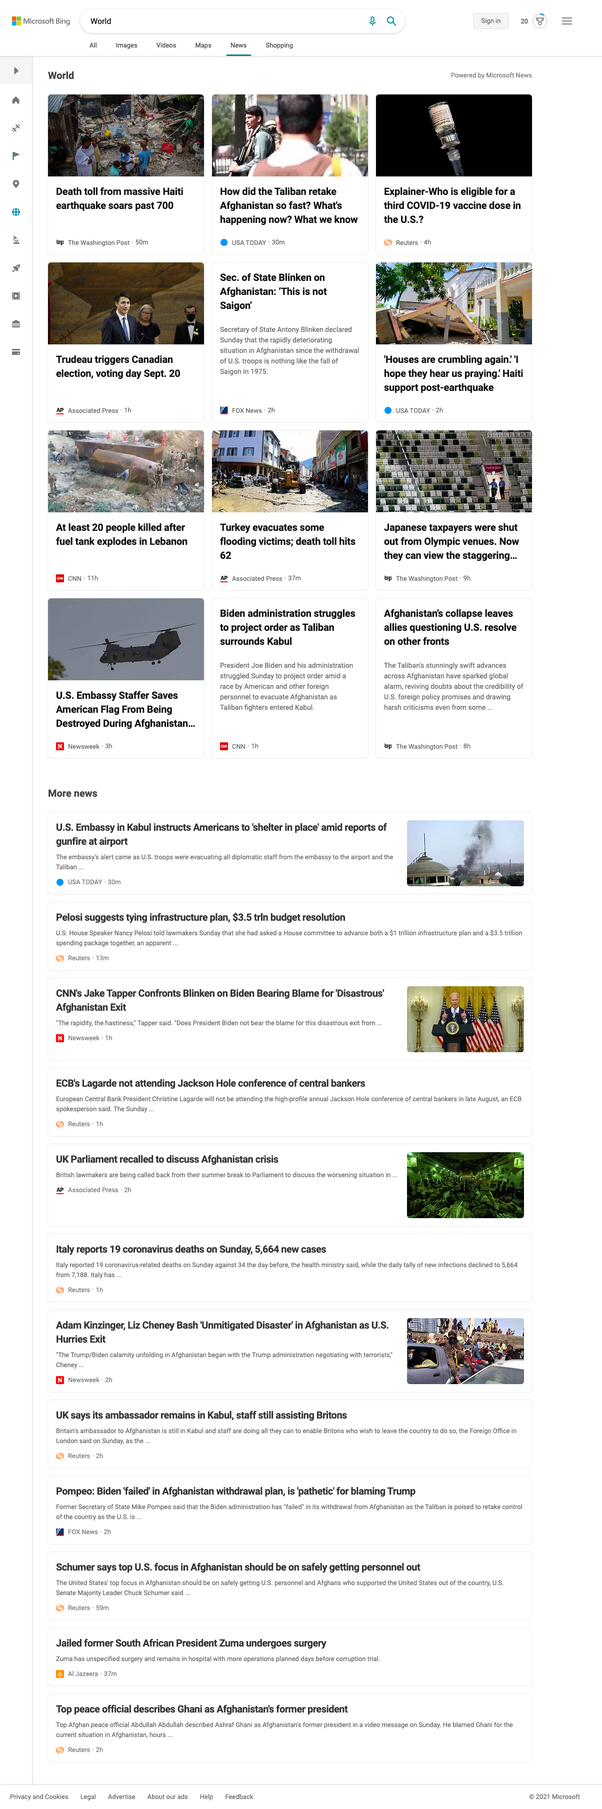 Microsoft Bing
World
Sign in
20
All Images Videos Maps News Shopping
World
Powered by Microsoft News
Death toll from massive Haiti
earthquake soars past 700
wp The Washington Post · 50m
How did the Taliban retake
Afghanistan so fast? What's
happening now? What we know
USA TODAY · 30m
Explainer-Who is eligible for a
third COVID-19 vaccine dose in
the U.S.?
Reuters · 4h
Trudeau triggers Canadian
election, voting day Sept. 20
AP Associated Press · 1h
Sec. of State Blinken on
Afghanistan: 'This is not
Saigon'
Secretary of State Antony Blinken declared
Sunday that the rapidly deteriorating
situation in Afghanistan since the withdrawal
of U.S. troops is nothing like the fall of
Saigon in 1975.
FOX News · 2h
'Houses are crumbling again.' 'I
hope they hear us praying.' Haiti
support post-earthquake
USA TODAY · 2h
At least 20 people killed after
fuel tank explodes in Lebanon
CNN CNN · 11h
Turkey evacuates some
flooding victims; death toll hits
62
AP Associated Press · 37m
Japanese taxpayers were shut
out from Olympic venues. Now
they can view the staggering...
wp The Washington Post · 9h
U.S. Embassy Staffer Saves
American Flag From Being
Destroyed During Afghanistan...
N Newsweek · 3h
Biden administration struggles
to project order as Taliban
surrounds Kabul
President Joe Biden and his administration
struggled Sunday to project order amid a
race by American and other foreign
personnel to evacuate Afghanistan as
Taliban fighters entered Kabul.
CNN CNN · 1h
Afghanistan's collapse leaves
allies questioning U.S. resolve
on other fronts
The Taliban's stunningly swift advances
across Afghanistan have sparked global
alarm, reviving doubts about the credibility of
U.S. foreign policy promises and drawing
harsh criticisms even from some ...
wp The Washington Post · 8h
More news
U.S. Embassy in Kabul instructs Americans to 'shelter in place' amid reports of
gunfire at airport
The embassy's alert came as U.S. troops were evacuating all diplomatic staff from the embassy to the airport and the
Taliban ...
USA TODAY · 30m
Pelosi suggests tying infrastructure plan, $3.5 trln budget resolution
U.S. House Speaker Nancy Pelosi told lawmakers Sunday that she had asked a House committee to advance both a $1 trillion infrastructure plan and a $3.5 trillion
spending package together, an apparent ...
Reuters · 13m
CNN's Jake Tapper Confronts Blinken on Biden Bearing Blame for 'Disastrous'
Afghanistan Exit
"The rapidity, the hastiness," Tapper said. "Does President Biden not bear the blame for this disastrous exit from ...
N Newsweek · 1h
ECB's Lagarde not attending Jackson Hole conference of central bankers
European Central Bank President Christine Lagarde will not be attending the high-profile annual Jackson Hole conference of central bankers in late August, an ECB
spokesperson said. The Sunday ...
Reuters · 1h
UK Parliament recalled to discuss Afghanistan crisis
British lawmakers are being called back from their summer break to Parliament to discuss the worsening situation in ...
AP Associated Press · 2h
Italy reports 19 coronavirus deaths on Sunday, 5,664 new cases
Italy reported 19 coronavirus-related deaths on Sunday against 34 the day before, the health ministry said, while the daily tally of new infections declined to 5,664
from 7,188. Italy has ...
Reuters · 1h
Adam Kinzinger, Liz Cheney Bash 'Unmitigated Disaster' in Afghanistan as U.S.
Hurries Exit
"The Trump/Biden calamity unfolding in Afghanistan began with the Trump administration negotiating with terrorists,"
Cheney ...
N Newsweek · 2h
UK says its ambassador remains in Kabul, staff still assisting Britons
Britain's ambassador to Afghanistan is still in Kabul and staff are doing all they can to enable Britons who wish to leave the country to do so, the Foreign Office in
London said on Sunday, as the ...
Reuters · 2h
Pompeo: Biden 'failed' in Afghanistan withdrawal plan, is 'pathetic' for blaming Trump
Former Secretary of State Mike Pompeo said that the Biden administration has "failed" in its withdrawal from Afghanistan as the Taliban is poised to retake control
of the country as the U.S. is ...
FOX News · 2h
Schumer says top U.S. focus in Afghanistan should be on safely getting personnel out
The United States' top focus in Afghanistan should be on safely getting U.S. personnel and Afghans who supported the United States out of the country, U.S.
Senate Majority Leader Chuck Schumer said ...
Reuters · 59m
Jailed former South African President Zuma undergoes surgery
Zuma has unspecified surgery and remains in hospital with more operations planned days before corruption trial.
Al Jazeera · 37m
Top peace official describes Ghani as Afghanistan's former president
Top Afghan peace official Abdullah Abdullah described Ashraf Ghani as Afghanistan's former president in a video message on Sunday. He blamed Ghani for the
current situation in Afghanistan, hours ...
Reuters · 2h
Privacy and Cookies Legal Advertise About our ads Help Feedback
© 2021 Microsoft